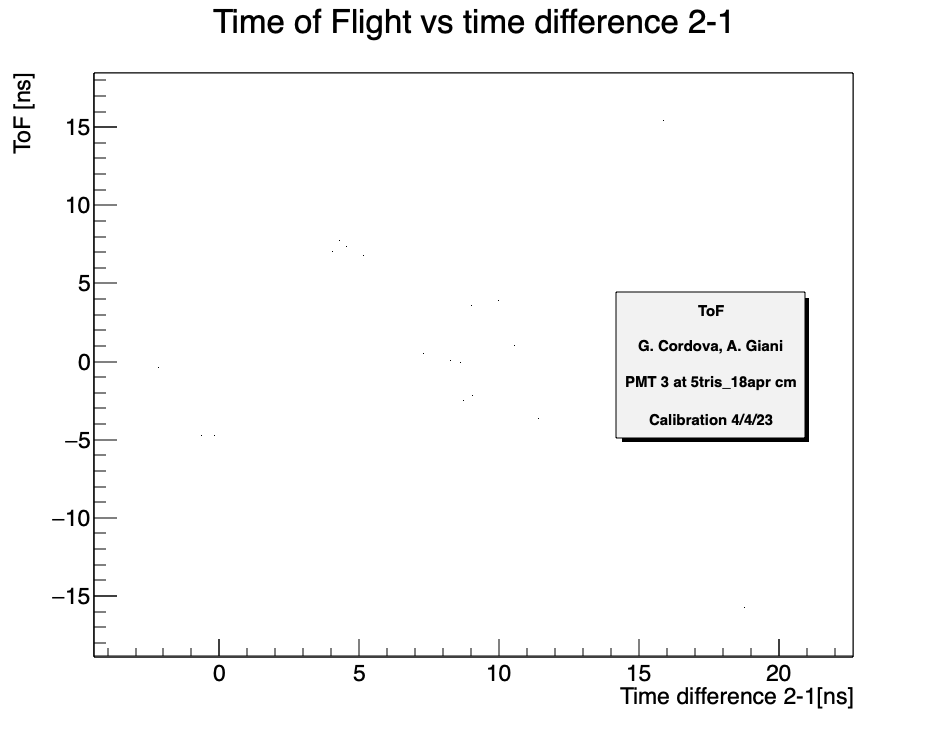 Time of Flight vs time difference 2-1
ToF [ns]
15
10
5
0
−5
−10
−15
ToF
G. Cordova, A. Giani
PMT 3 at 5tris_18apr cm
Calibration 4/4/23
0 5 10 15 20
Time difference 2-1[ns]